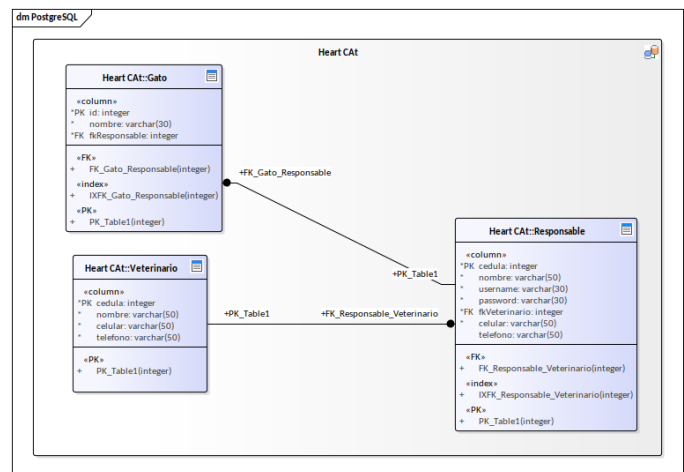 dm PostgreSQL
Heart CAt
Heart CAt::Gato
«column»
*PK id: integer
* nombre: varchar(30)
*FK fkResponsable: integer
«FK»
+ FK_Gato_Responsable(integer)
«index»
+ IXFK_Gato_Responsable(integer)
«PK»
+ PK_Table1(integer)
+FK_Gato_Responsable
+PK_Table1
Heart CAt::Veterinario
«column»
*PK cedula: integer
* nombre: varchar(50)
* celular: varchar(50)
* telefono: varchar(50)
«PK»
+ PK_Table1(integer)
+PK_Table1
+FK_Responsable_Veterinario
Heart CAt::Responsable
«column»
*PK cedula: integer
* nombre: varchar(50)
* username: varchar(30)
* password: varchar(30)
*FK fkVeterinario: integer
* celular: varchar(50)
telefono: varchar(50)
«FK»
+ FK_Responsable_Veterinario(integer)
«index»
+ IXFK_Responsable_Veterinario(integer)
«PK»
+ PK_Table1(integer)